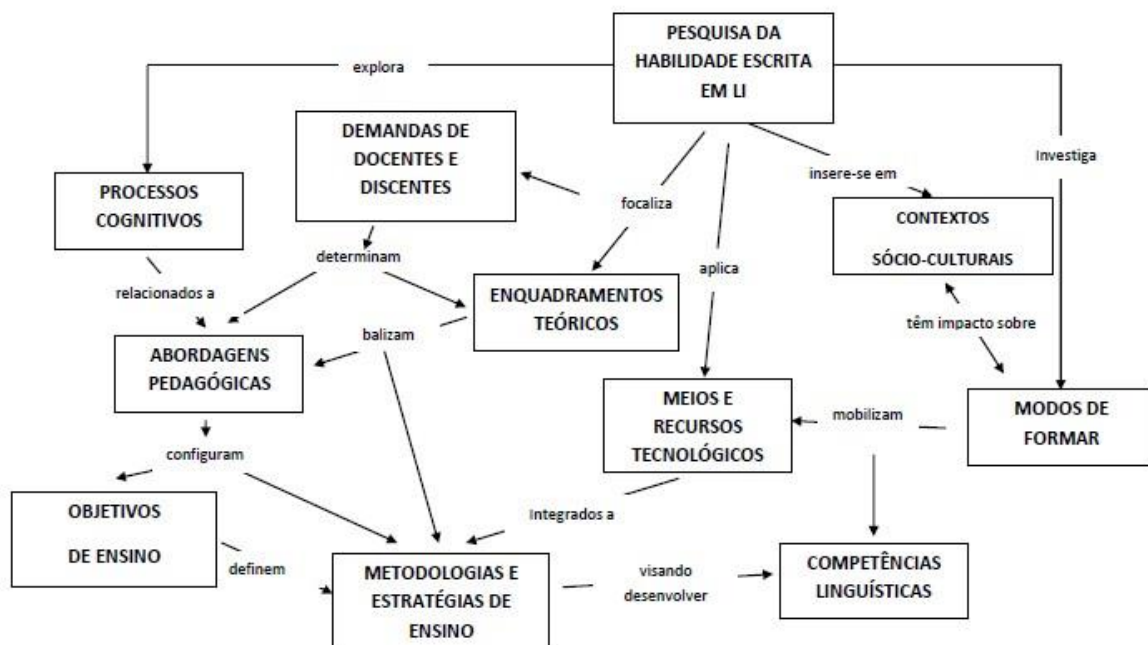 PESQUISA DA
HABILIDADE ESCRITA
EM LI
explora
DEMANDAS DE
DOCENTES E
DISCENTES
Investiga
insere-se em
PROCESSOS
COGNITIVOS
focaliza
CONTEXTOS
SÓCIO-CULTURAIS
determinam
aplica
relacionados a
ENQUADRAMENTOS
TEÓRICOS
balizam
têm impacto sobre
ABORDAGENS
PEDAGÓGICAS
MEIOS E
RECURSOS
TECNOLÓGICOS
mobilizam
MODOS DE
FORMAR
configuram
OBJETIVOS
DE ENSINO
Integrados a
definem
METODOLOGIAS E
ESTRATÉGIAS DE
ENSINO
visando
desenvolver
COMPETÊNCIAS
LINGUÍSTICAS